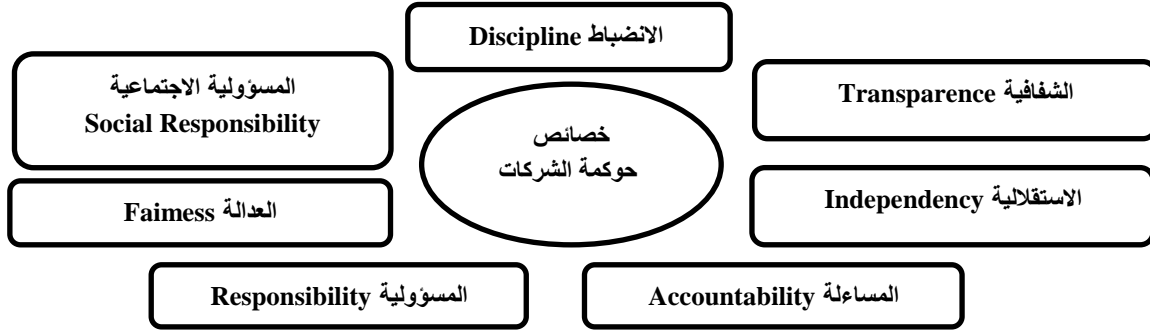 الانضباط Discipline
المسؤولية الاجتماعية
Social Responsibility
الشفافية Transparence
خصائص
حوكمة الشركات
العدالة Faimess
الاستقلالية Independency
المسؤولية Responsibility
المساءلة Accountability